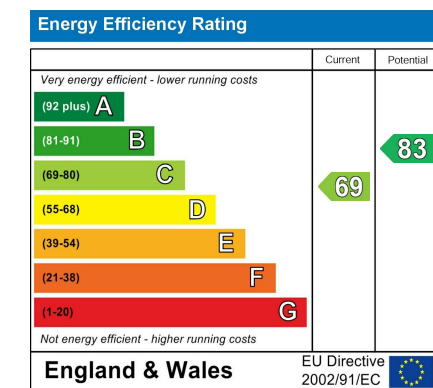 Energy Efficiency Rating
Current Potential
Very energy efficient - lower running costs
(92 plus) A
(81-91) B
83
(69-80) C
69
(55-68) D
(39-54) E
(21-38) F
(1-20) G
Not energy efficient - higher running costs
England & Wales
EU Directive
2002/91/EC